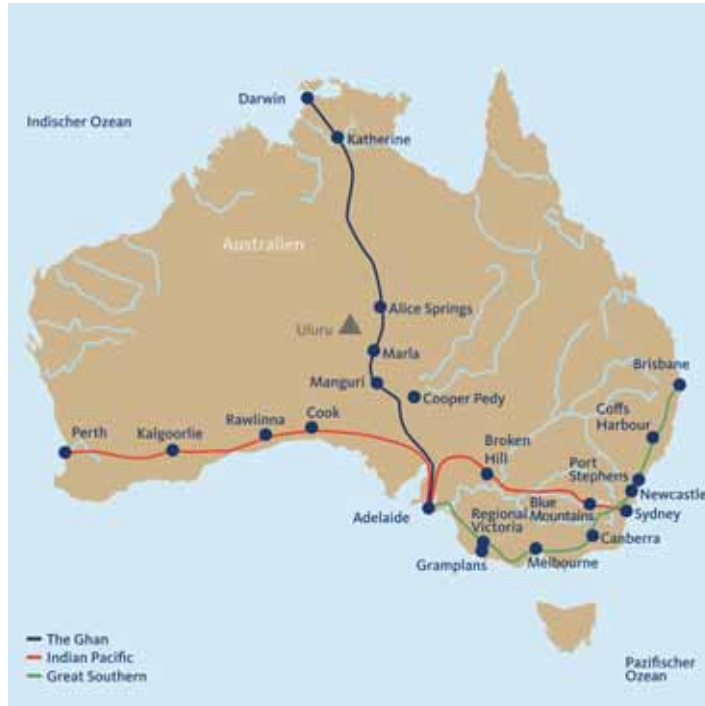 Darwin
Indischer Ozean
Katherine
Australien
Alice Springs
Uluru
Marla
Brisbane
Manguri
Cooper Pedy
Coffs
Harbour
Cook
Rawlinna
Perth
Kalgoorlie
Broken
Hill
Port
Stephens
Newcastle
Blue
Mountains
Sydney
Adelaide
Regional
Victoria
Canberra
Gramplans
Melbourne
The Ghan
Indian Pacific
Great Southern
Pazifischer
Ozean